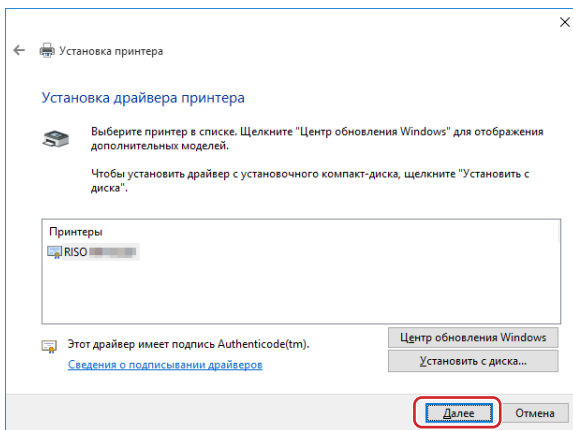 Установка принтера
Установка драйвера принтера
Выберите принтер в списке. Щелкните "Центр обновления Windows" для отображения
дополнительных моделей.
Чтобы установить драйвер с установочного компакт-диска, щелкните "Установить с
диска".
Принтеры
RISO
Этот драйвер имеет подпись Authenticode(tm).
Сведения о подписывании драйверов
Центр обновления Windows
Установить с диска...
Далее
Отмена